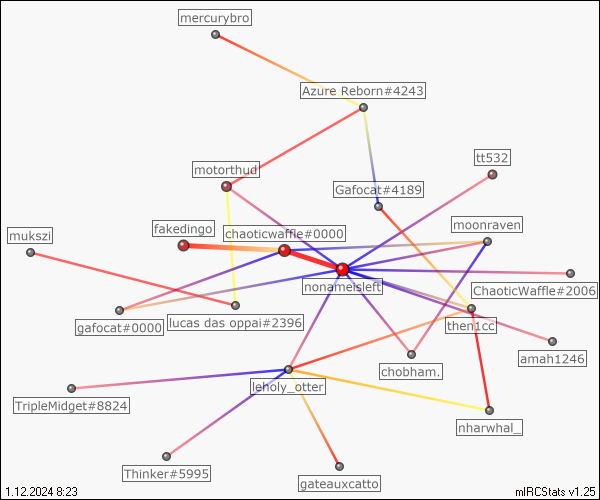 mercurybro
Azure Reborn#4243
tt532
motorthud
Gafocat#4189
moonraven
fakedingo
chaoticwaffle#0000
mukszi
nonameisleft
ChaoticWaffle#2006
gafocat#0000
lucas das oppai#2396
then1cc
amah1246
chobham.
leholy_otter
TripleMidget#8824
nharwhal_
Thinker#5995
gateauxcatto
1.12.2024 8:23
mIRCStats v1.25